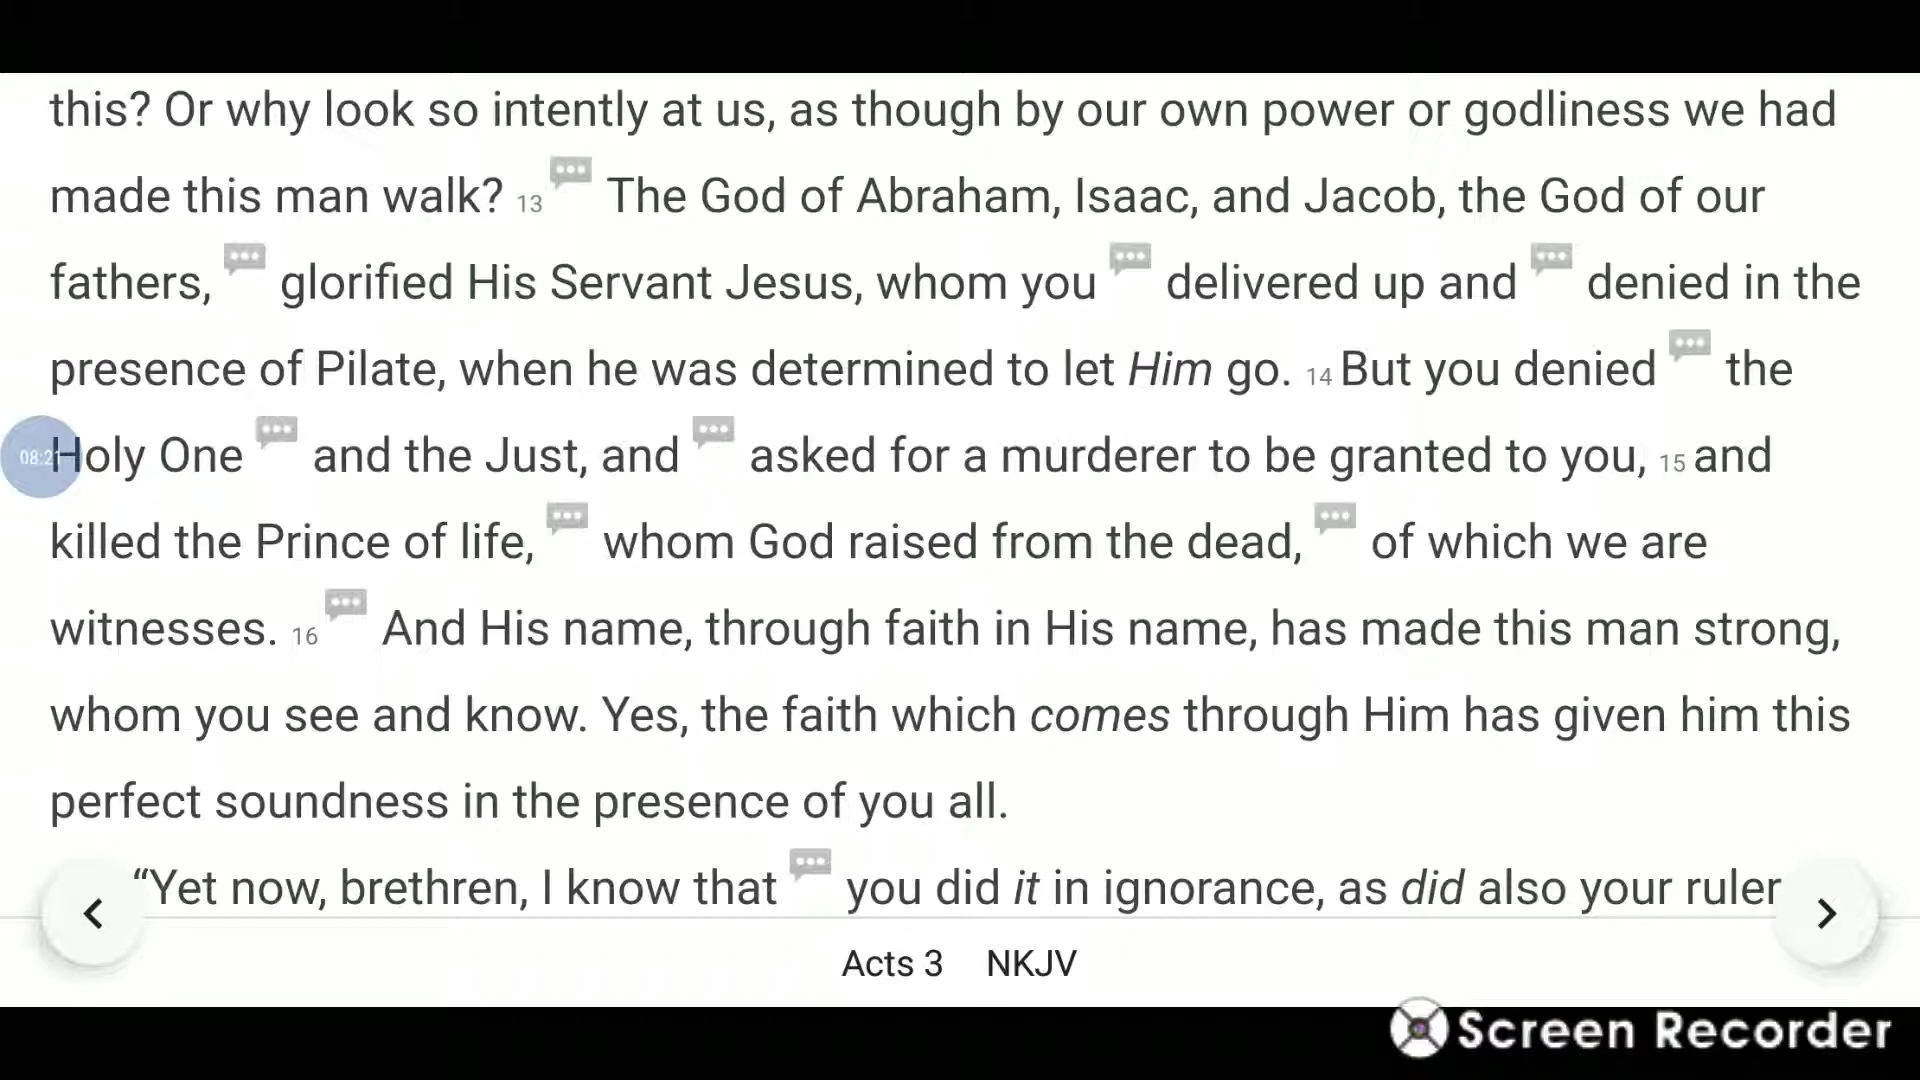 this? Or why look so intently at us, as though by our own power or godliness we had
made this man walk? 13 The God of Abraham, Isaac, and Jacob, the God of our
fathers, glorified His Servant Jesus, whom you delivered up and denied in the
presence of Pilate, when he was determined to let Him go. 14 But you denied the
08:21
Holy One and the Just, and asked for a murderer to be granted to you, 15 and
killed the Prince of life, whom God raised from the dead, of which we are
witnesses. 16 And His name, through faith in His name, has made this man strong,
whom you see and know. Yes, the faith which comes through Him has given him this
perfect soundness in the presence of you all.
“Yet now, brethren, I know that you did it in ignorance, as did also your ruler
Acts 3 NKJV
Screen Recorder